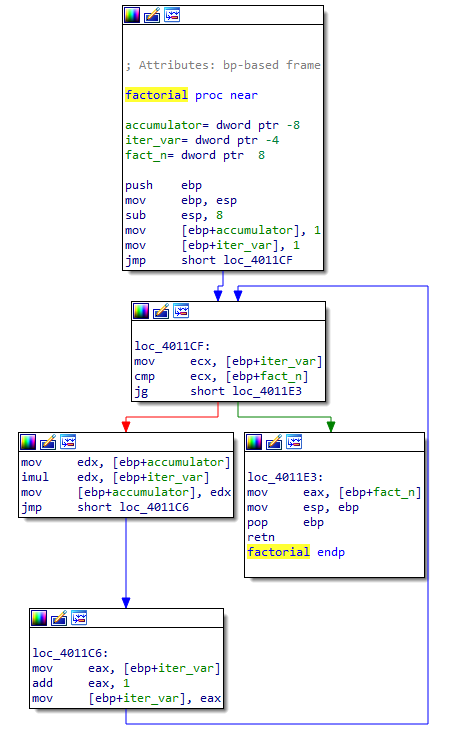 ; Attributes: bp-based frame
factorial proc near
accumulator= dword ptr -8
iter_var= dword ptr -4
fact_n= dword ptr  8
push    ebp
mov     ebp, esp
sub     esp, 8
mov     [ebp+accumulator], 1
mov     [ebp+iter_var], 1
jmp     short loc_4011CF
loc_4011CF:
mov     ecx, [ebp+iter_var]
cmp     ecx, [ebp+fact_n]
jg      short loc_4011E3
mov     edx, [ebp+accumulator]
imul    edx, [ebp+iter_var]
mov     [ebp+accumulator], edx
jmp     short loc_4011C6
loc_4011E3:
mov     eax, [ebp+fact_n]
mov     esp, ebp
pop     ebp
retn
factorial endp
loc_4011C6:
mov     eax, [ebp+iter_var]
add     eax, 1
mov     [ebp+iter_var], eax